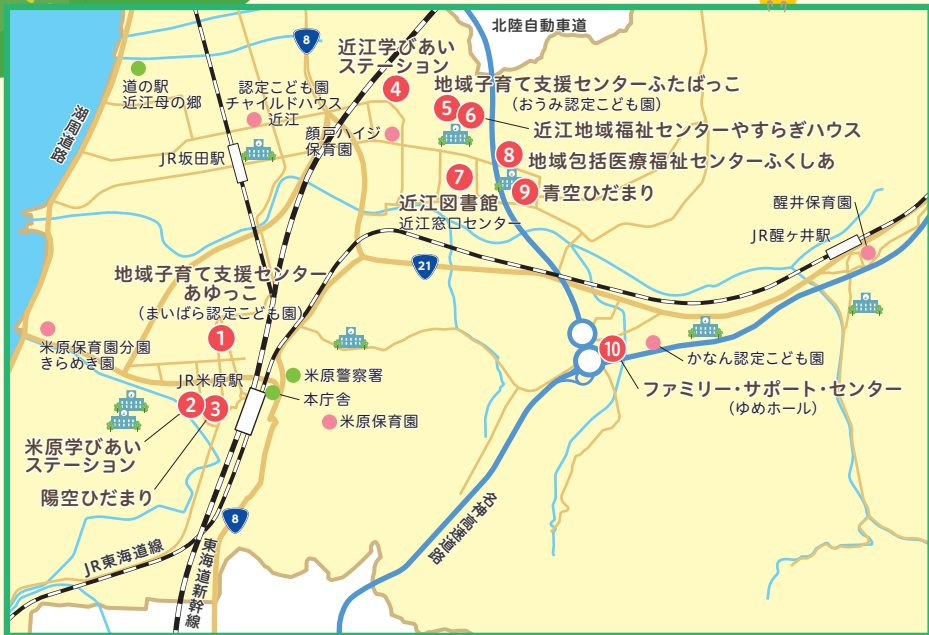 北陸自動車道
8
近江学びあい
ステーション
4
道の駅
近江母の郷
認定こども園
チャイルドハウス
近江
地域子育て支援センターふたばっこ
(おうみ認定こども園)
5
6
近江地域福祉センターやすらぎハウス
湖周道路
顔戸ハイジ
保育園
JR坂田駅
8
地域包括医療福祉センターふくしあ
7
9
青空ひだまり
近江図書館
近江窓口センター
醒井保育園
JR醒ヶ井駅
21
地域子育て支援センター
あゆっこ
(まいばら認定こども園)
1
米原保育園分園
きらめき園
10
かなん認定こども園
ファミリー・サポート・センター
(ゆめホール)
JR米原駅
米原警察署
本庁舎
2
3
米原保育園
米原学びあい
ステーション
陽空ひだまり
8
名神高速道路
JR東海道線
東海道新幹線